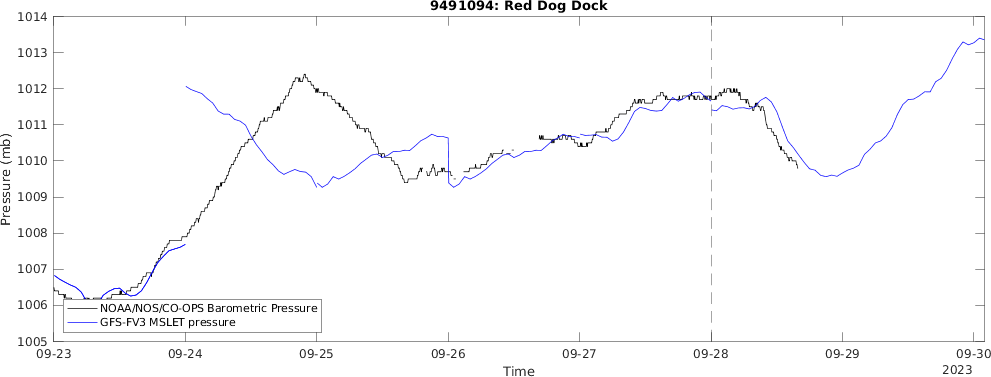 9491094: Red Dog Dock
1014
1013
1012
1011
1010
1009
1008
1007
1006
1005
Pressure (mb)
NOAA/NOS/CO-OPS Barometric Pressure
GFS-FV3 MSLET pressure
09-23 09-24 09-25 09-26 09-27 09-28 09-29 09-30
2023
Time